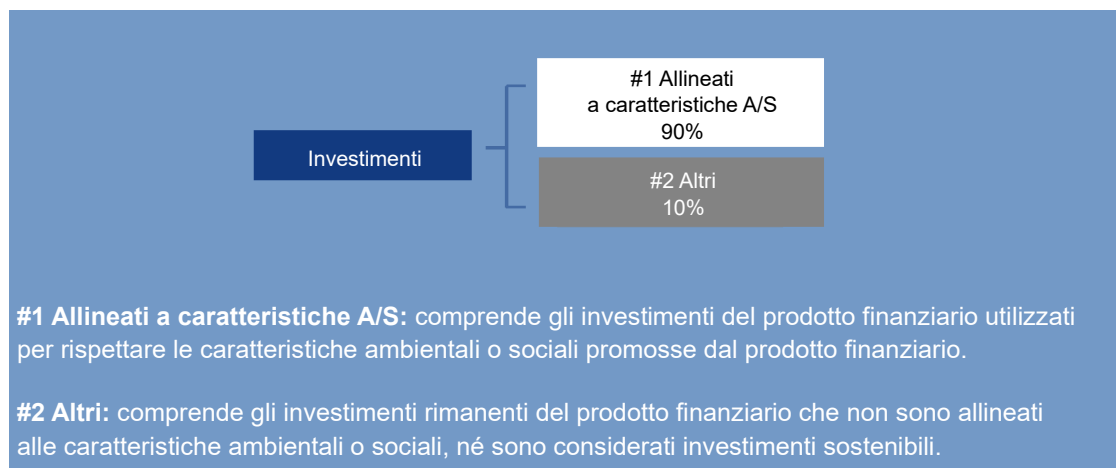 #1 Allineati
a caratteristiche A/S
90%
Investimenti
#2 Altri
10%
#1 Allineati a caratteristiche A/S: comprende gli investimenti del prodotto finanziario utilizzati
per rispettare le caratteristiche ambientali o sociali promosse dal prodotto finanziario.
#2 Altri: comprende gli investimenti rimanenti del prodotto finanziario che non sono allineati
alle caratteristiche ambientali o sociali, né sono considerati investimenti sostenibili.